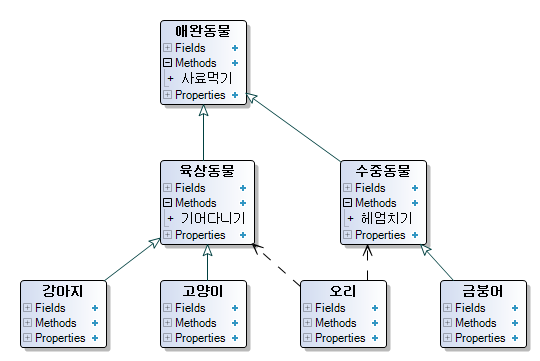 애완동물
Fields
Methods
사료먹기
Properties
육상동물
Fields
Methods
기어다니기
Properties
수중동물
Fields
Methods
헤엄치기
Properties
강아지
Fields
Methods
Properties
고양이
Fields
Methods
Properties
오리
Fields
Methods
Properties
금붕어
Fields
Methods
Properties